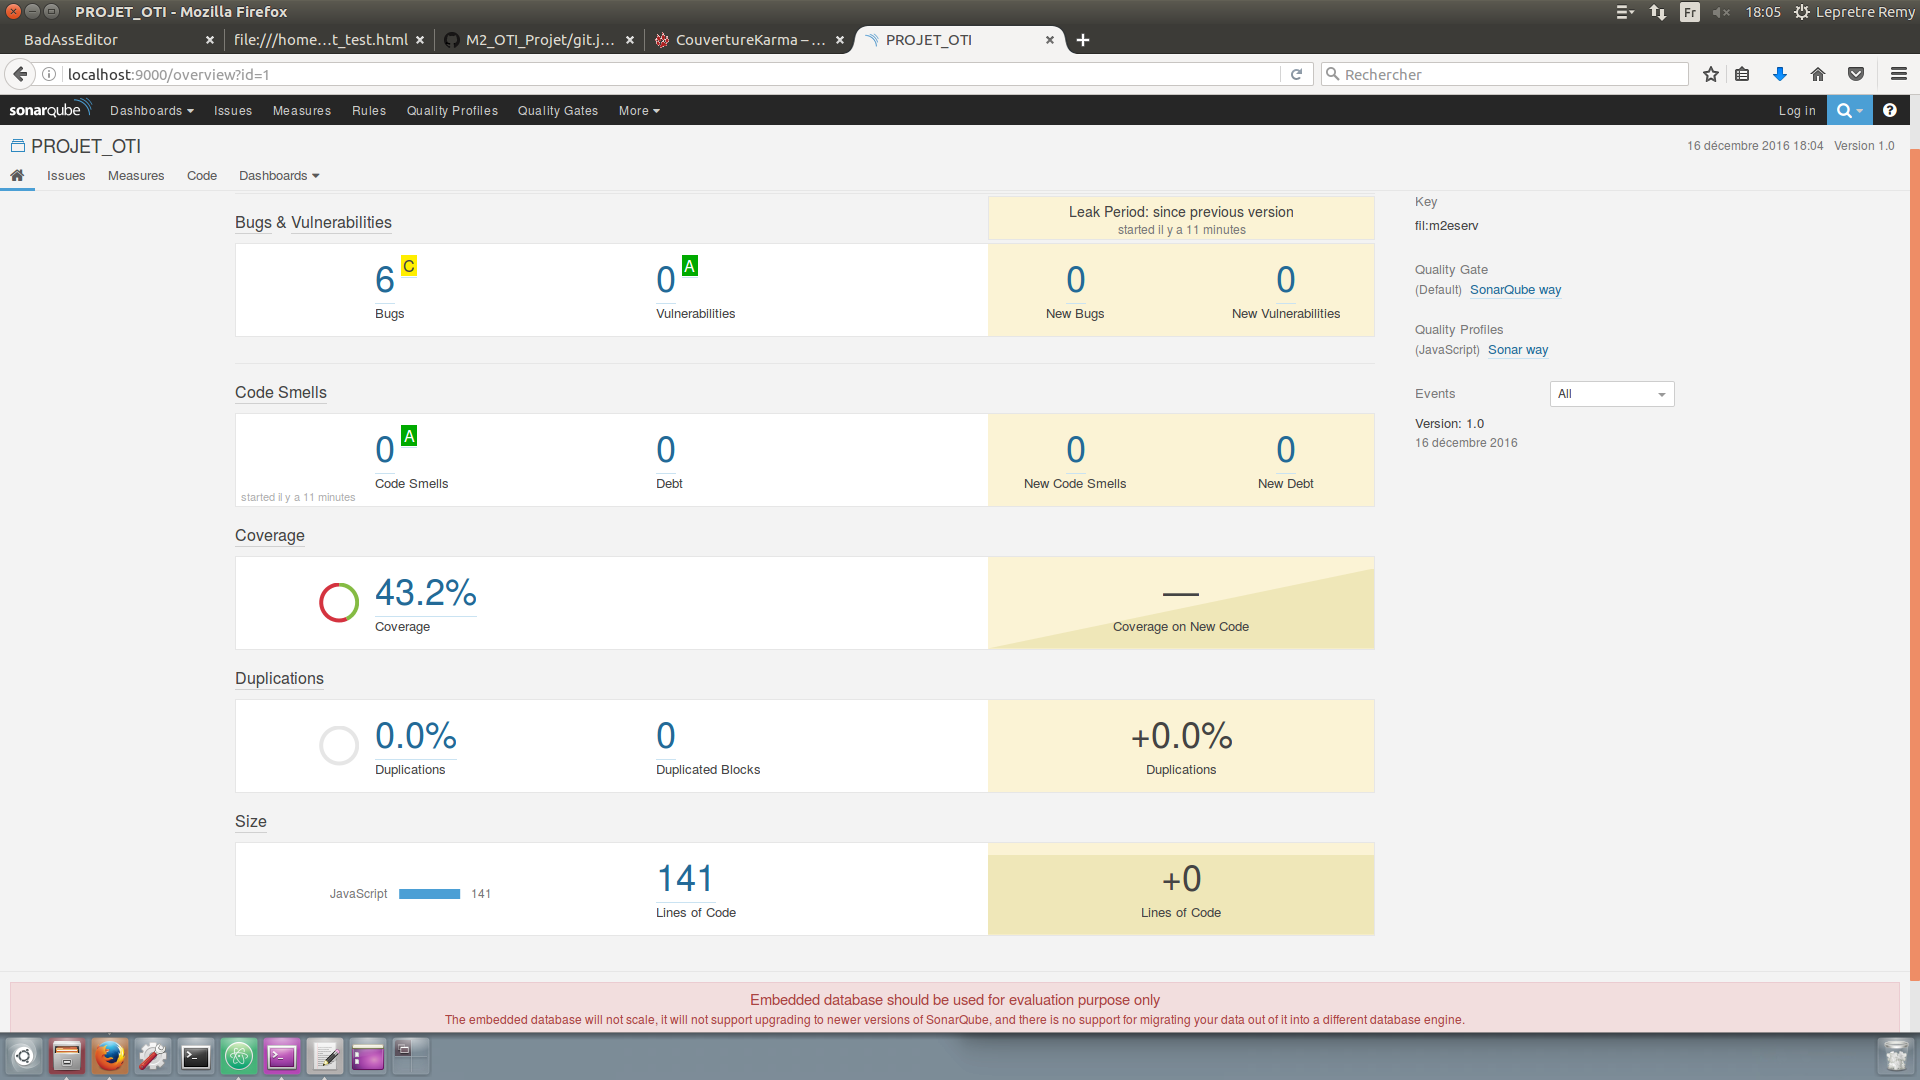 PROJET_OTI - Mozilla Firefox
Fr
18:05
Lepretre Remy
BadAssEditor
file:///home...t_test.html
M2_OTI_Projet/git.j...
CouvertureKarma – ...
PROJET_OTI
localhost:9000/overview?id=1
Rechercher
sonarqube
Dashboards
Issues
Measures
Rules
Quality Profiles
Quality Gates
More
Log in
PROJET_OTI
16 décembre 2016 18:04 Version 1.0
Issues
Measures
Code
Dashboards
Bugs & Vulnerabilities
Leak Period: since previous version
started il y a 11 minutes
6 C
Bugs
0 A
Vulnerabilities
0
New Bugs
0
New Vulnerabilities
Code Smells
0 A
Code Smells
started il y a 11 minutes
0
Debt
0
New Code Smells
0
New Debt
Coverage
43.2%
Coverage
—
Coverage on New Code
Duplications
0.0%
Duplications
0
Duplicated Blocks
+0.0%
Duplications
Size
JavaScript 141
141
Lines of Code
+0
Lines of Code
Key
fil:m2eserv
Quality Gate
(Default) SonarQube way
Quality Profiles
(JavaScript) Sonar way
Events
All
Version: 1.0
16 décembre 2016
Embedded database should be used for evaluation purpose only
The embedded database will not scale, it will not support upgrading to newer versions of SonarQube, and there is no support for migrating your data out of it into a different database engine.